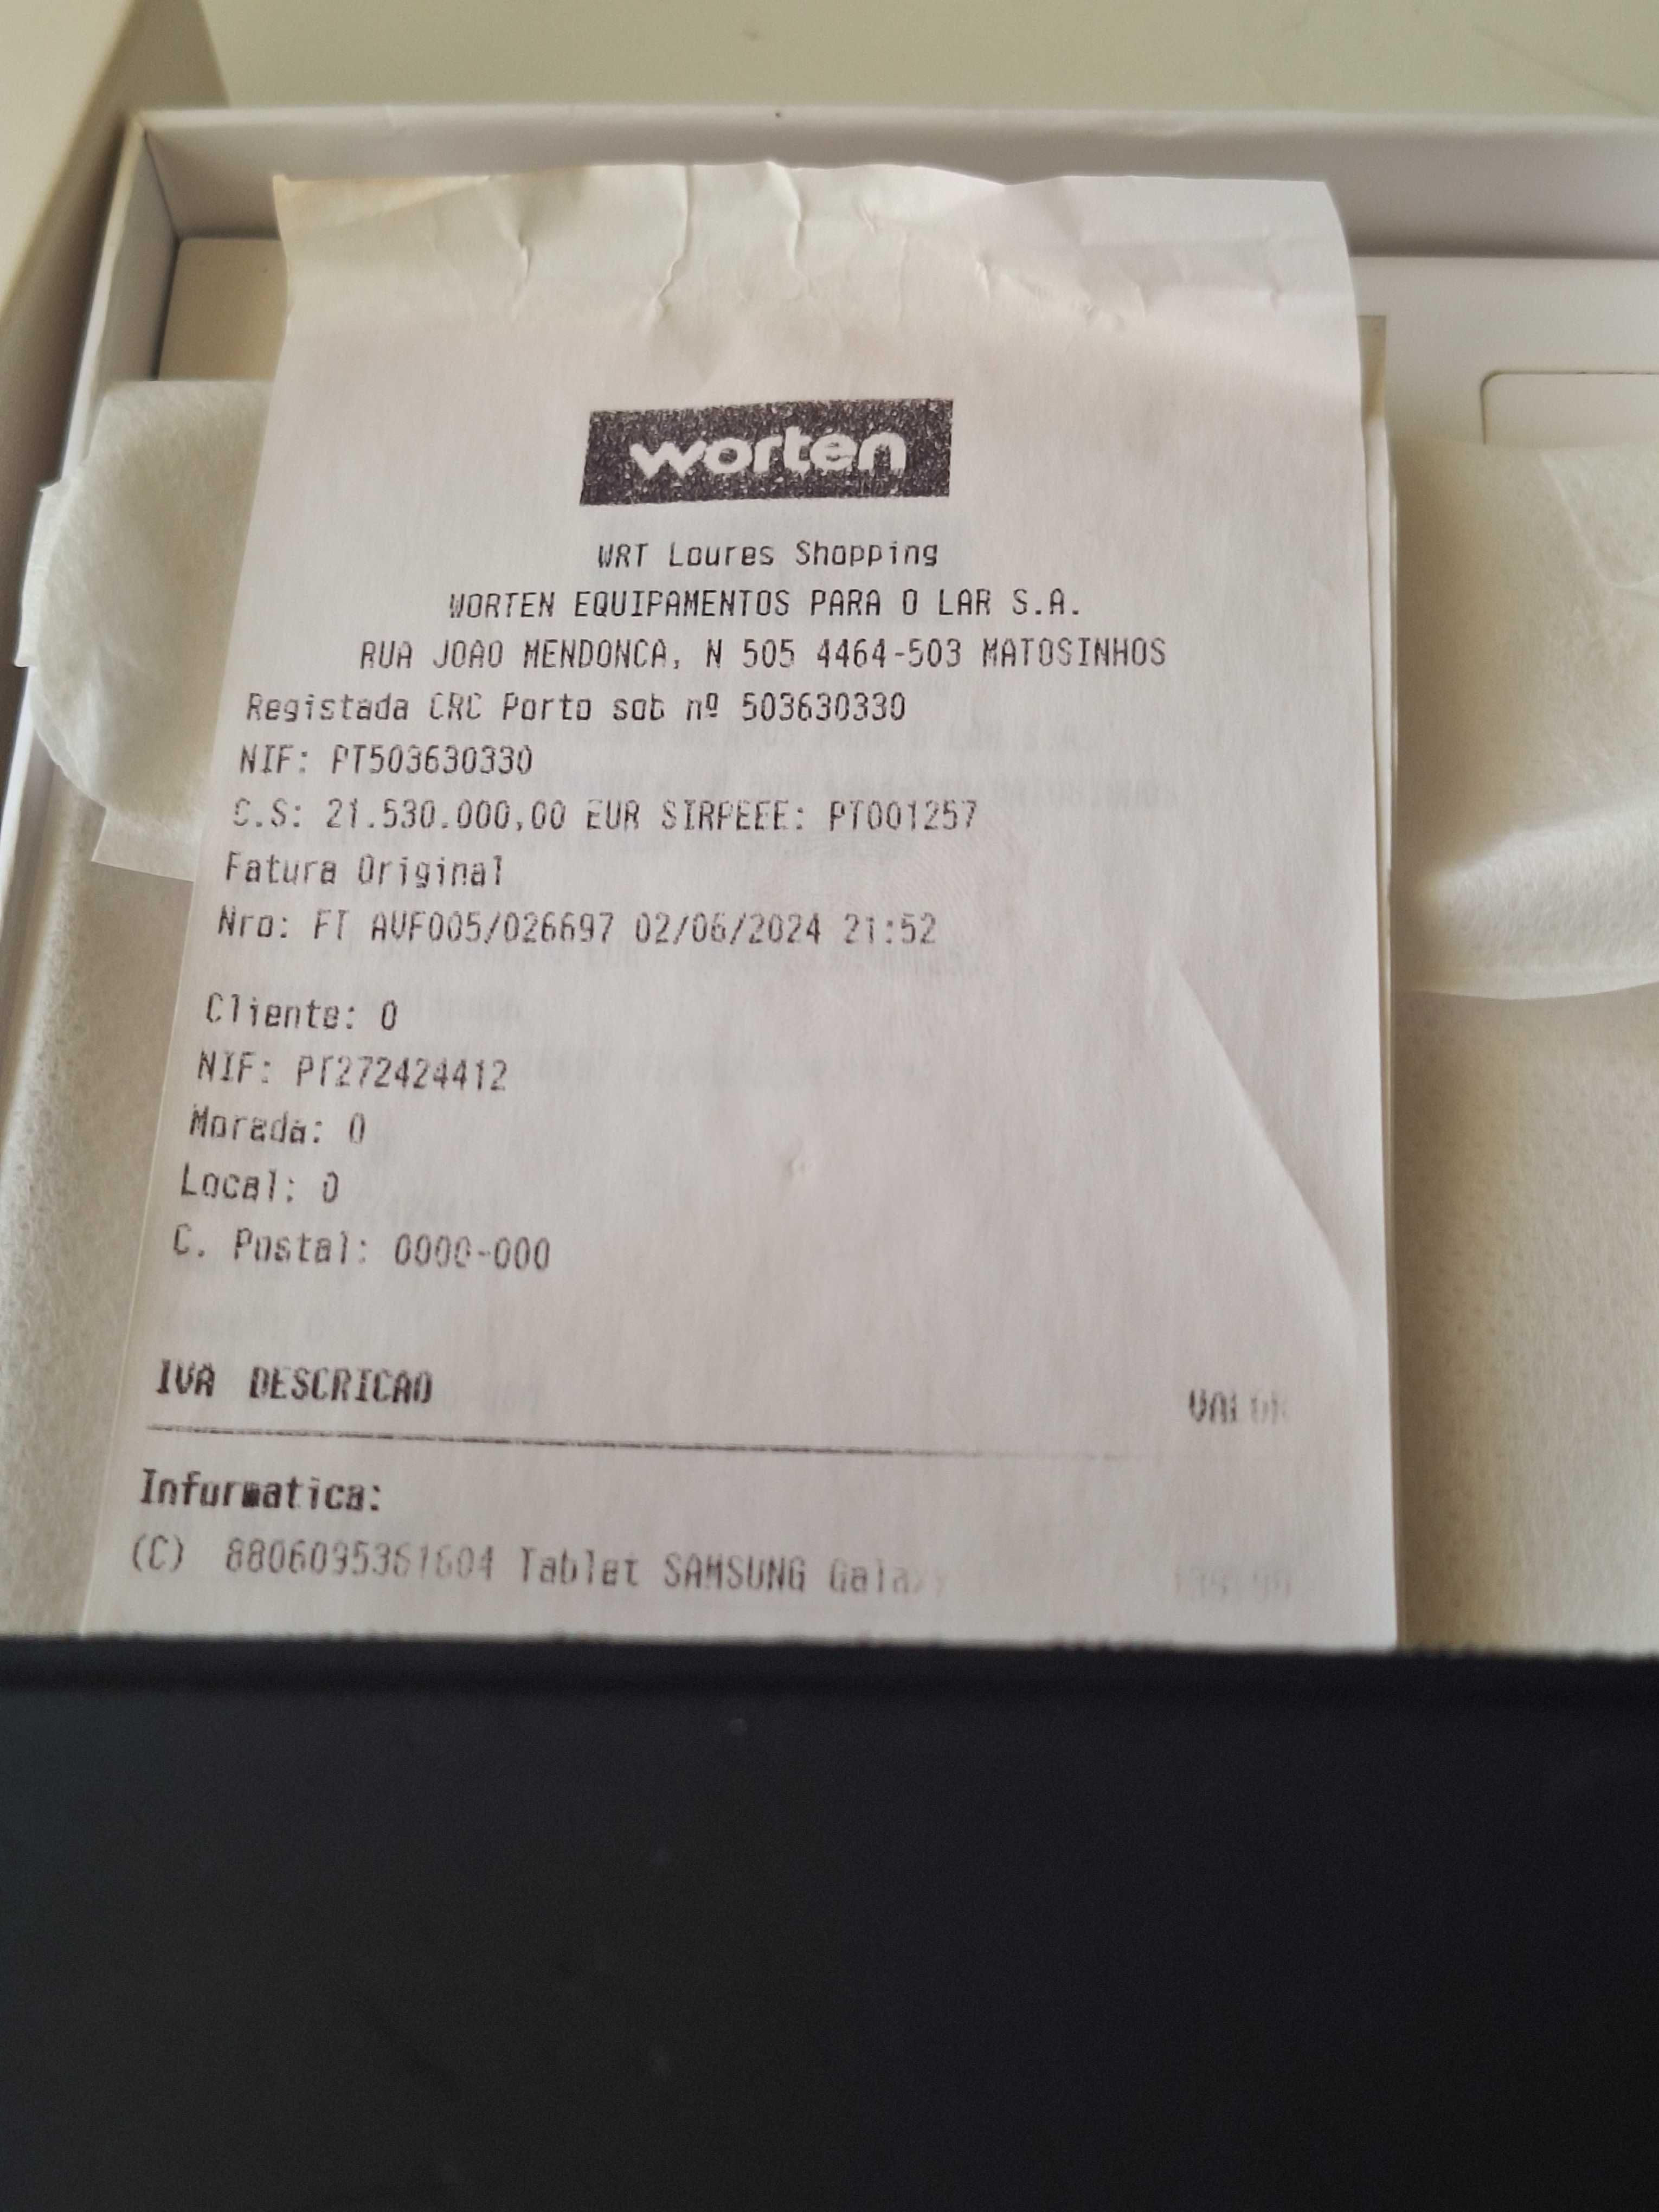 worten
WRT Loures Shopping
WORTEN EQUIPAMENTOS PARA O LAR S.A.
RUA JOAO MENDONCA, N 505 4464-503 MATOSINHOS
Registada CRC Porto sob nº 503630330
NIF: PT503630330
C.S: 21.530.000,00 EUR SIRPEEE: PT001257
Fatura Original
Nro: FT AVF005/026697 02/06/2024 21:52
Cliente: 0
NIF: PT272424412
Morada: 0
Local: 0
C. Postal: 0000-000
IVA DESCRICAO VALOR
Informatica:
(C) 8806095361604 Tablet SAMSUNG Galaxy